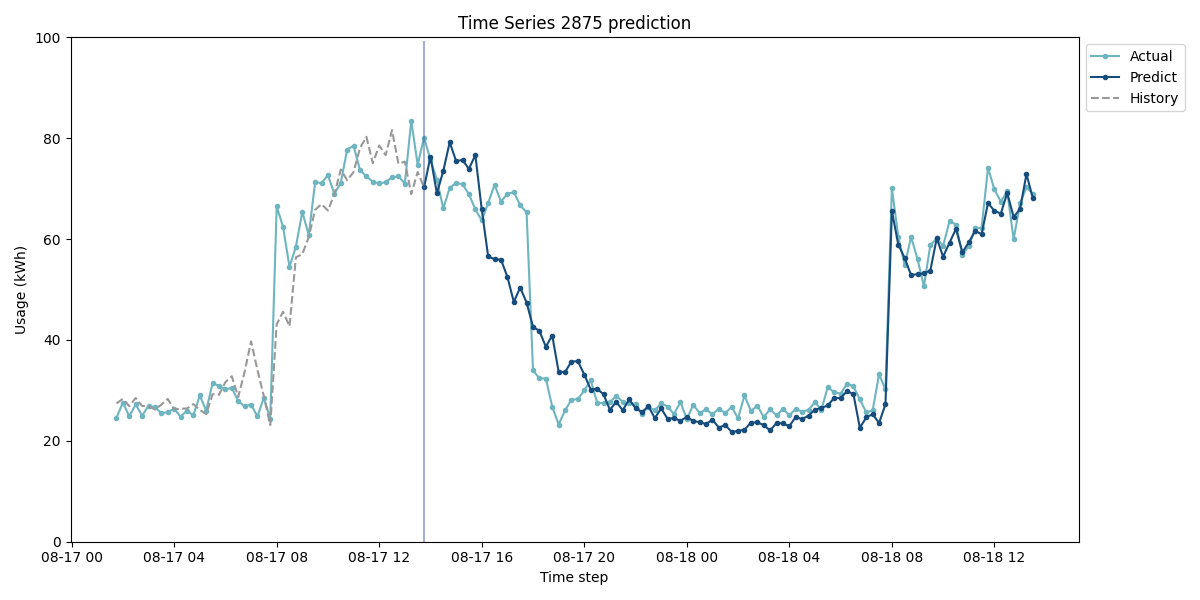 Time Series 2875 prediction
100
80
60
40
20
0
Usage (kWh)
08-17 00
08-17 04
08-17 08
08-17 12
08-17 16
08-17 20
08-18 00
08-18 04
08-18 08
08-18 12
Time step
Actual
Predict
History